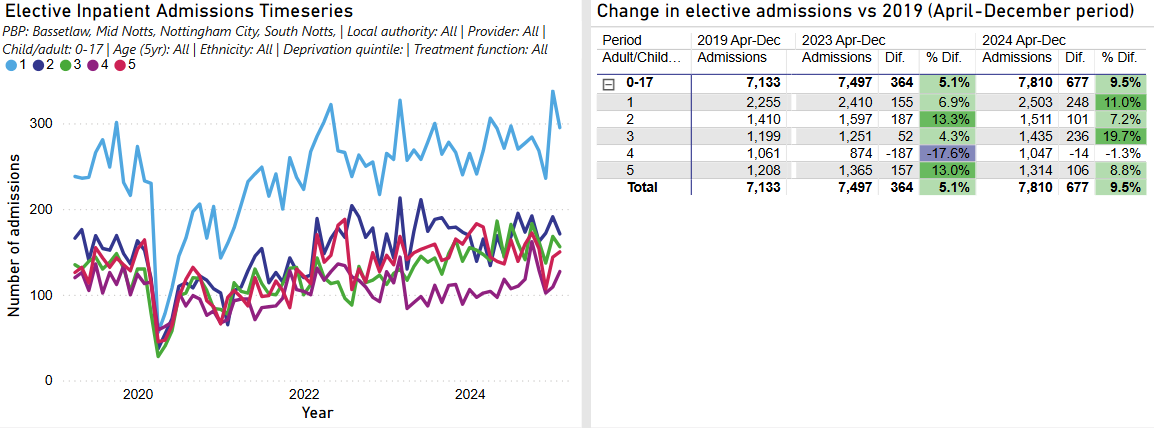 Elective Inpatient Admissions Timeseries
PBP: Bassetlaw, Mid Notts, Nottingham City, South Notts, | Local authority: All | Provider: All |
Child/adult: 0-17 | Age (5yr): All | Ethnicity: All | Deprivation quintile: | Treatment function: All
1 2 3 4 5
Number of admissions
300
200
100
0
2020 2022 2024
Year
Change in elective admissions vs 2019 (April-December period)
Period 2019 Apr-Dec 2023 Apr-Dec 2024 Apr-Dec
Adult/Child... Admissions Admissions Dif. % Dif. Admissions Dif. % Dif.
0-17 7,133 7,497 364 5.1% 7,810 677 9.5%
1 2,255 2,410 155 6.9% 2,503 248 11.0%
2 1,410 1,597 187 13.3% 1,511 101 7.2%
3 1,199 1,251 52 4.3% 1,435 236 19.7%
4 1,061 874 -187 -17.6% 1,047 -14 -1.3%
5 1,208 1,365 157 13.0% 1,314 106 8.8%
Total 7,133 7,497 364 5.1% 7,810 677 9.5%